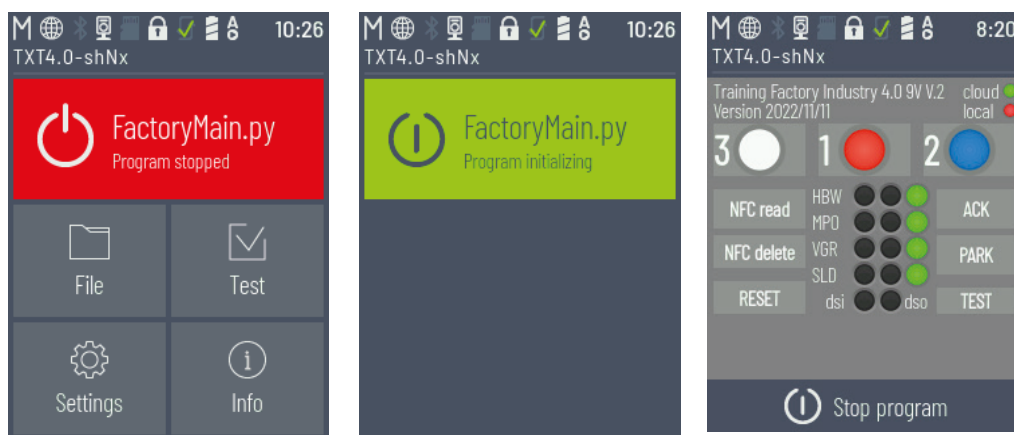 M 10:26
TXT4.0-shNx
FactoryMain.py
Program stopped
File
Test
Settings
Info
M 10:26
TXT4.0-shNx
FactoryMain.py
Program initializing
M 8:20
TXT4.0-shNx
Training Factory Industry 4.0 9V V.2 cloud
Version 2022/11/11 local
3 1 2
NFC read
HBW
ACK
MPO
NFC delete
VGR
PARK
SLD
RESET
dsi
dso
TEST
Stop program